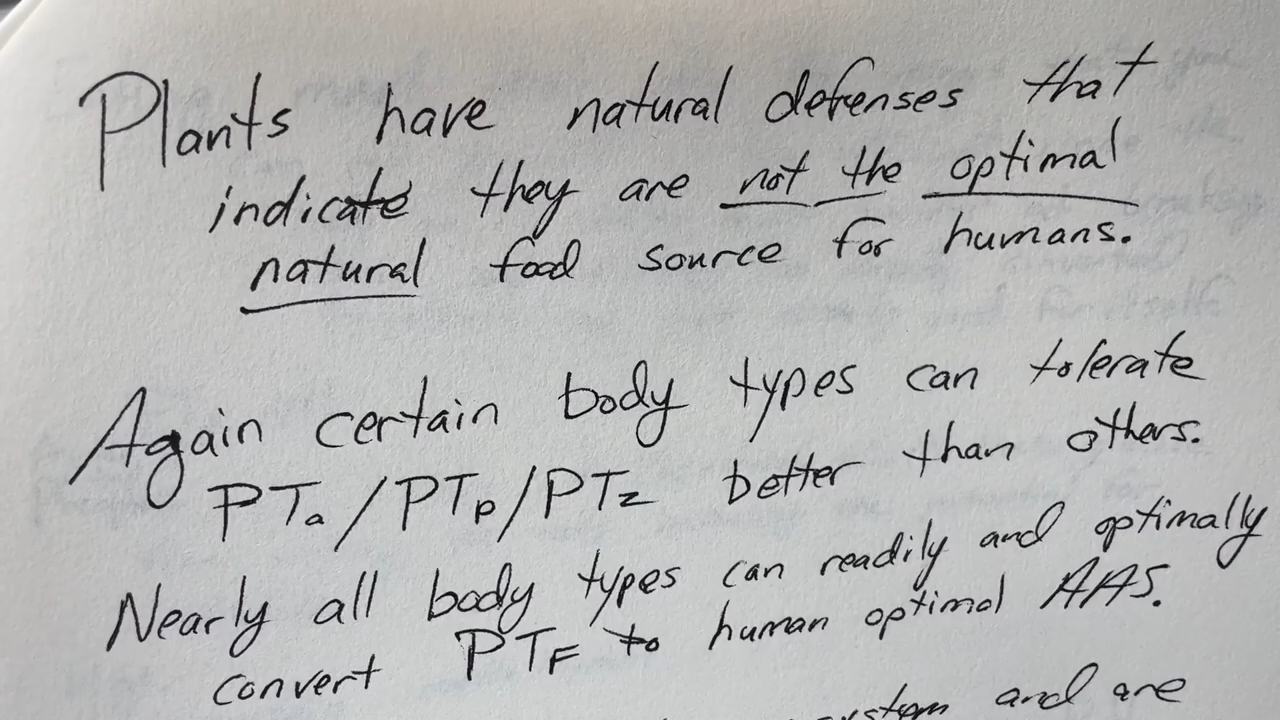 Plants have natural defenses that
indicate they are not the optimal
natural food source for humans.
Again certain body types can tolerate
PTa/PTp/PTz better than others.
Nearly all body types can readily and optimally
convert PTF to human optimal AAS.
system and are